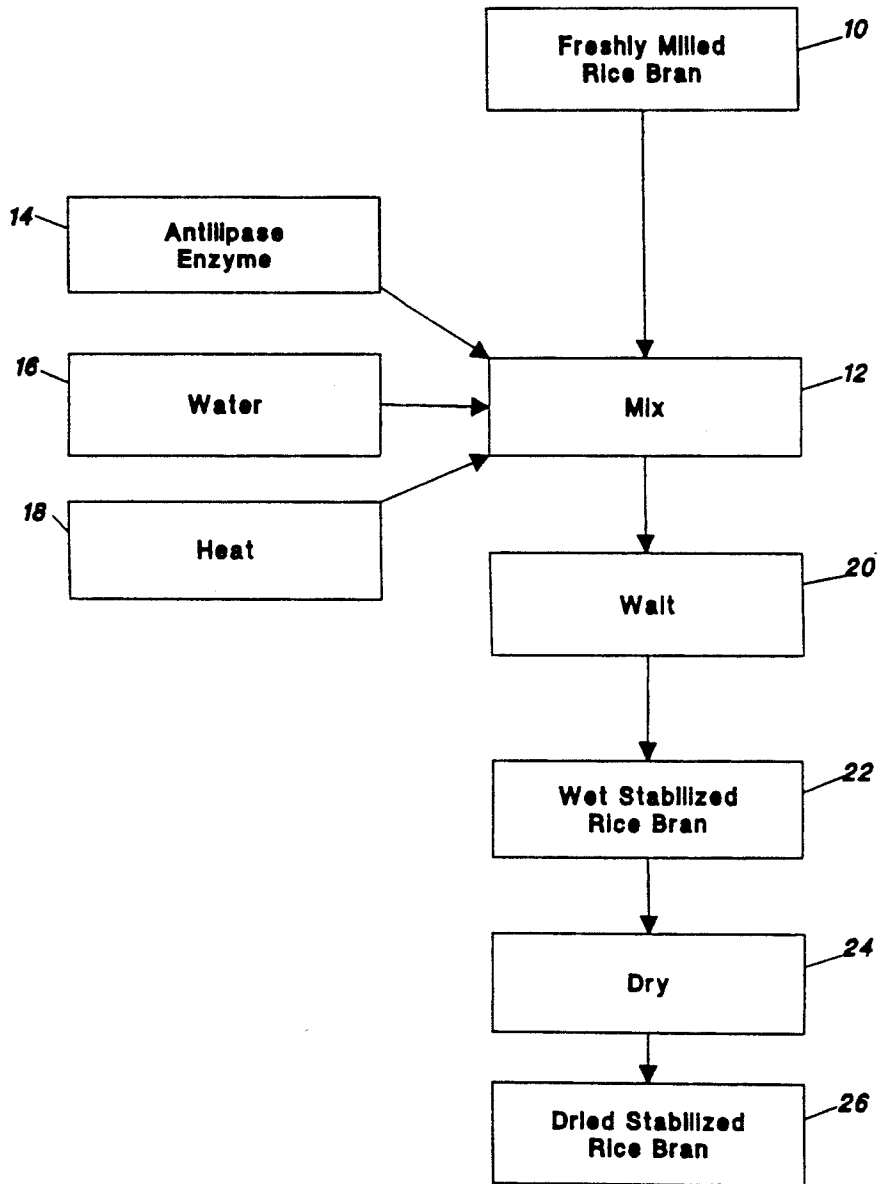 10
Freshly Milled
Rice Bran
14
Antilipase
Enzyme
16
Water
12
Mix
18
Heat
20
Wait
22
Wet Stabilized
Rice Bran
24
Dry
26
Dried Stabilized
Rice Bran